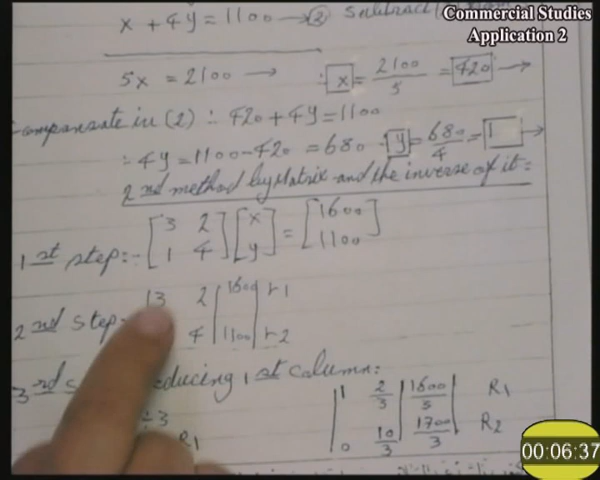 Commercial Studies
Application 2
x + 4y = 1100 → ② Subtract
5x = 2100 → ∴ x = 2100/5 = 420 →
Compensate in (2) ∴ 420 + 4y = 1100
∴ 4y = 1100 - 420 = 680 ∴ y = 680/4 = 1 →
2nd method by Matrix and the inverse of it:
1st step:- [3 2 1 4] [x y] = [1600 1100]
2nd step 13 2 | 1600 | r1
4 | 1100 | r2
3rd reducing 1st column:
÷3 | 1 2/3 | 1600/3 | R1
R1 | 0 10/3 | 1700/3 | R2
00:06:37